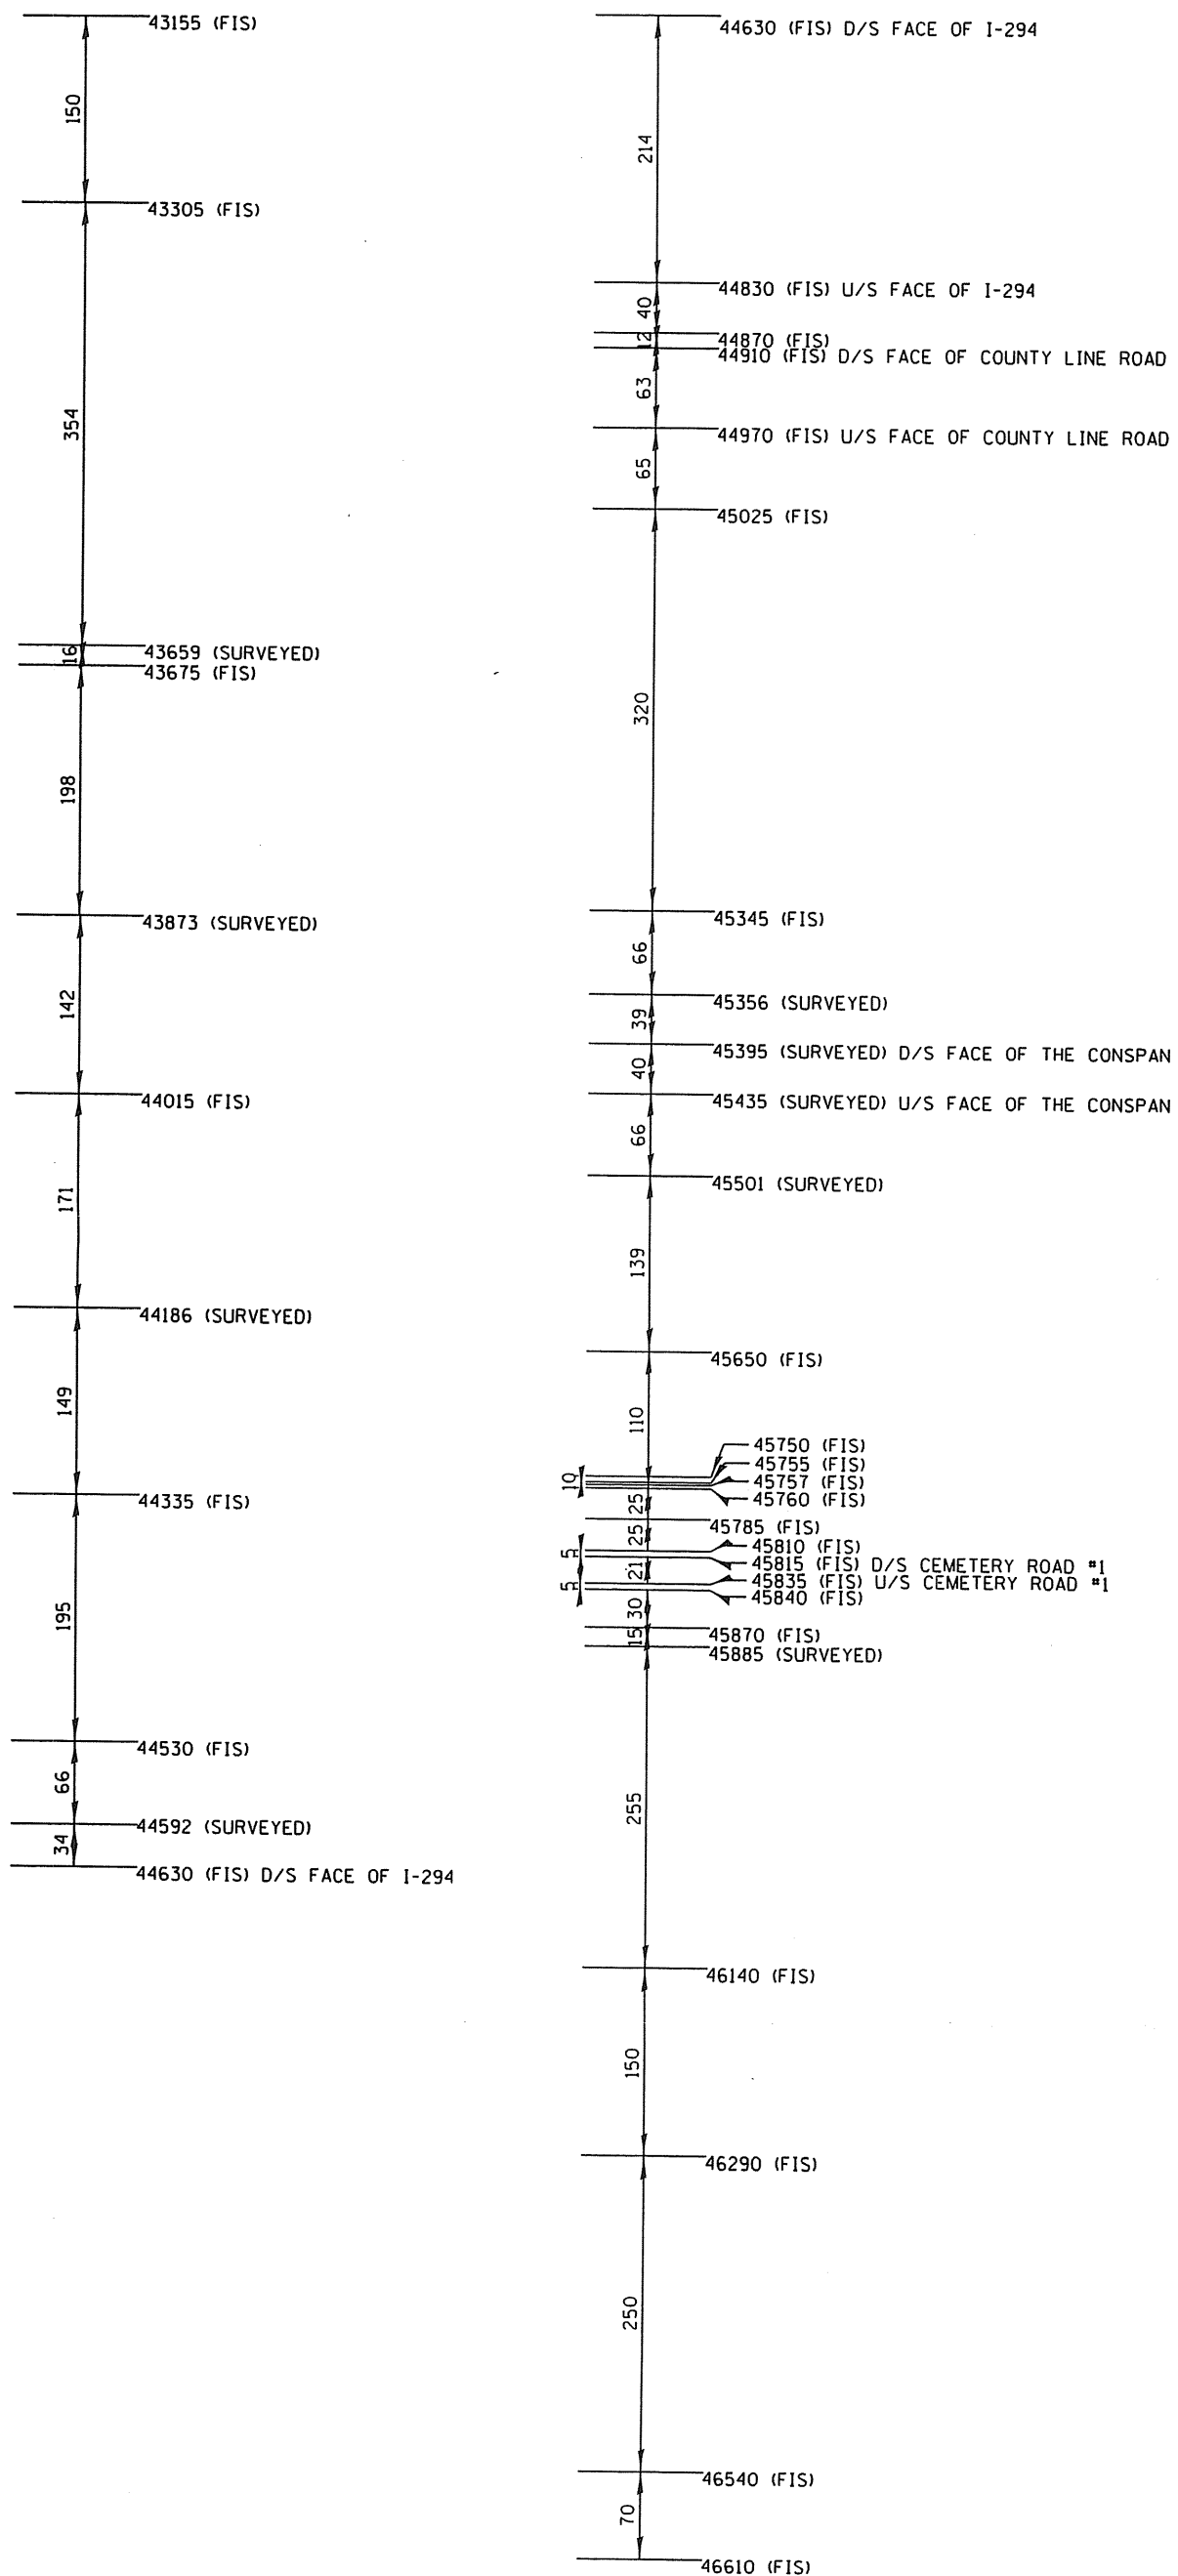 43155 (FIS)
150
43305 (FIS)
354
43659 (SURVEYED)
16
43675 (FIS)
198
43873 (SURVEYED)
142
44015 (FIS)
171
44186 (SURVEYED)
149
44335 (FIS)
195
44530 (FIS)
66
44592 (SURVEYED)
34
44630 (FIS) D/S FACE OF I-294
44630 (FIS) D/S FACE OF I-294
214
44830 (FIS) U/S FACE OF I-294
40
44870 (FIS)
12
44910 (FIS) D/S FACE OF COUNTY LINE ROAD
63
44970 (FIS) U/S FACE OF COUNTY LINE ROAD
65
45025 (FIS)
320
45345 (FIS)
66
45356 (SURVEYED)
39
45395 (SURVEYED) D/S FACE OF THE CONSPAN
40
45435 (SURVEYED) U/S FACE OF THE CONSPAN
66
45501 (SURVEYED)
139
45650 (FIS)
110
45750 (FIS)
45755 (FIS)
10
45757 (FIS)
45760 (FIS)
25
45785 (FIS)
25
45810 (FIS)
5
45815 (FIS) D/S CEMETERY ROAD #1
21
45835 (FIS) U/S CEMETERY ROAD #1
5
45840 (FIS)
30
45870 (FIS)
15
45885 (SURVEYED)
255
46140 (FIS)
150
46290 (FIS)
250
46540 (FIS)
70
46610 (FIS)